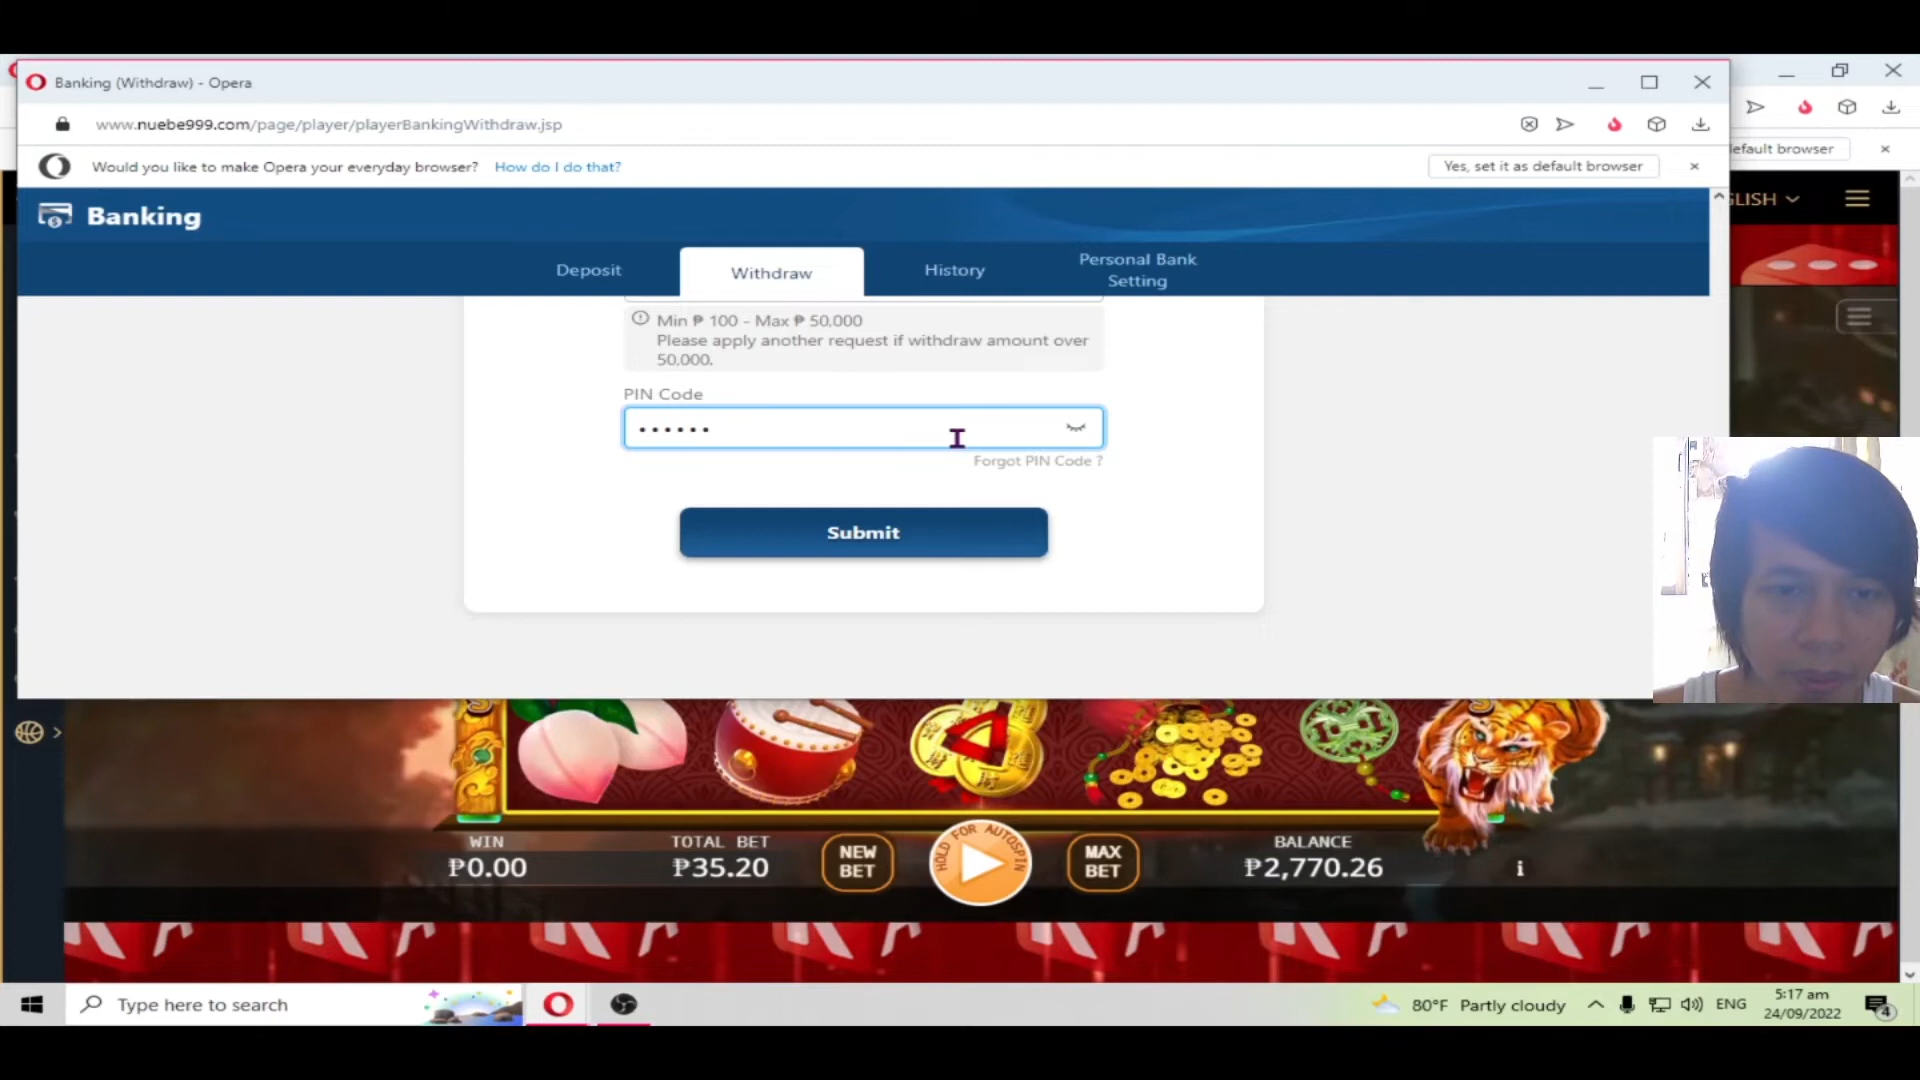 Banking (Withdraw) - Opera
www.nuebe999.com/page/player/playerBankingWithdraw.jsp
Would you like to make Opera your everyday browser? How do I do that?
Yes, set it as default browser
efault browser
Banking
GLISH
Deposit
Withdraw
History
Personal Bank
Setting
Min ₱ 100 - Max ₱ 50,000
Please apply another request if withdraw amount over
50,000.
PIN Code
••••••
Forgot PIN Code ?
Submit
WIN
₱0.00
TOTAL BET
₱35.20
NEW
BET
HOLD FOR AUTOSPIN
MAX
BET
BALANCE
₱2,770.26
i
Type here to search
80°F Partly cloudy
ENG
5:17 am
24/09/2022
4